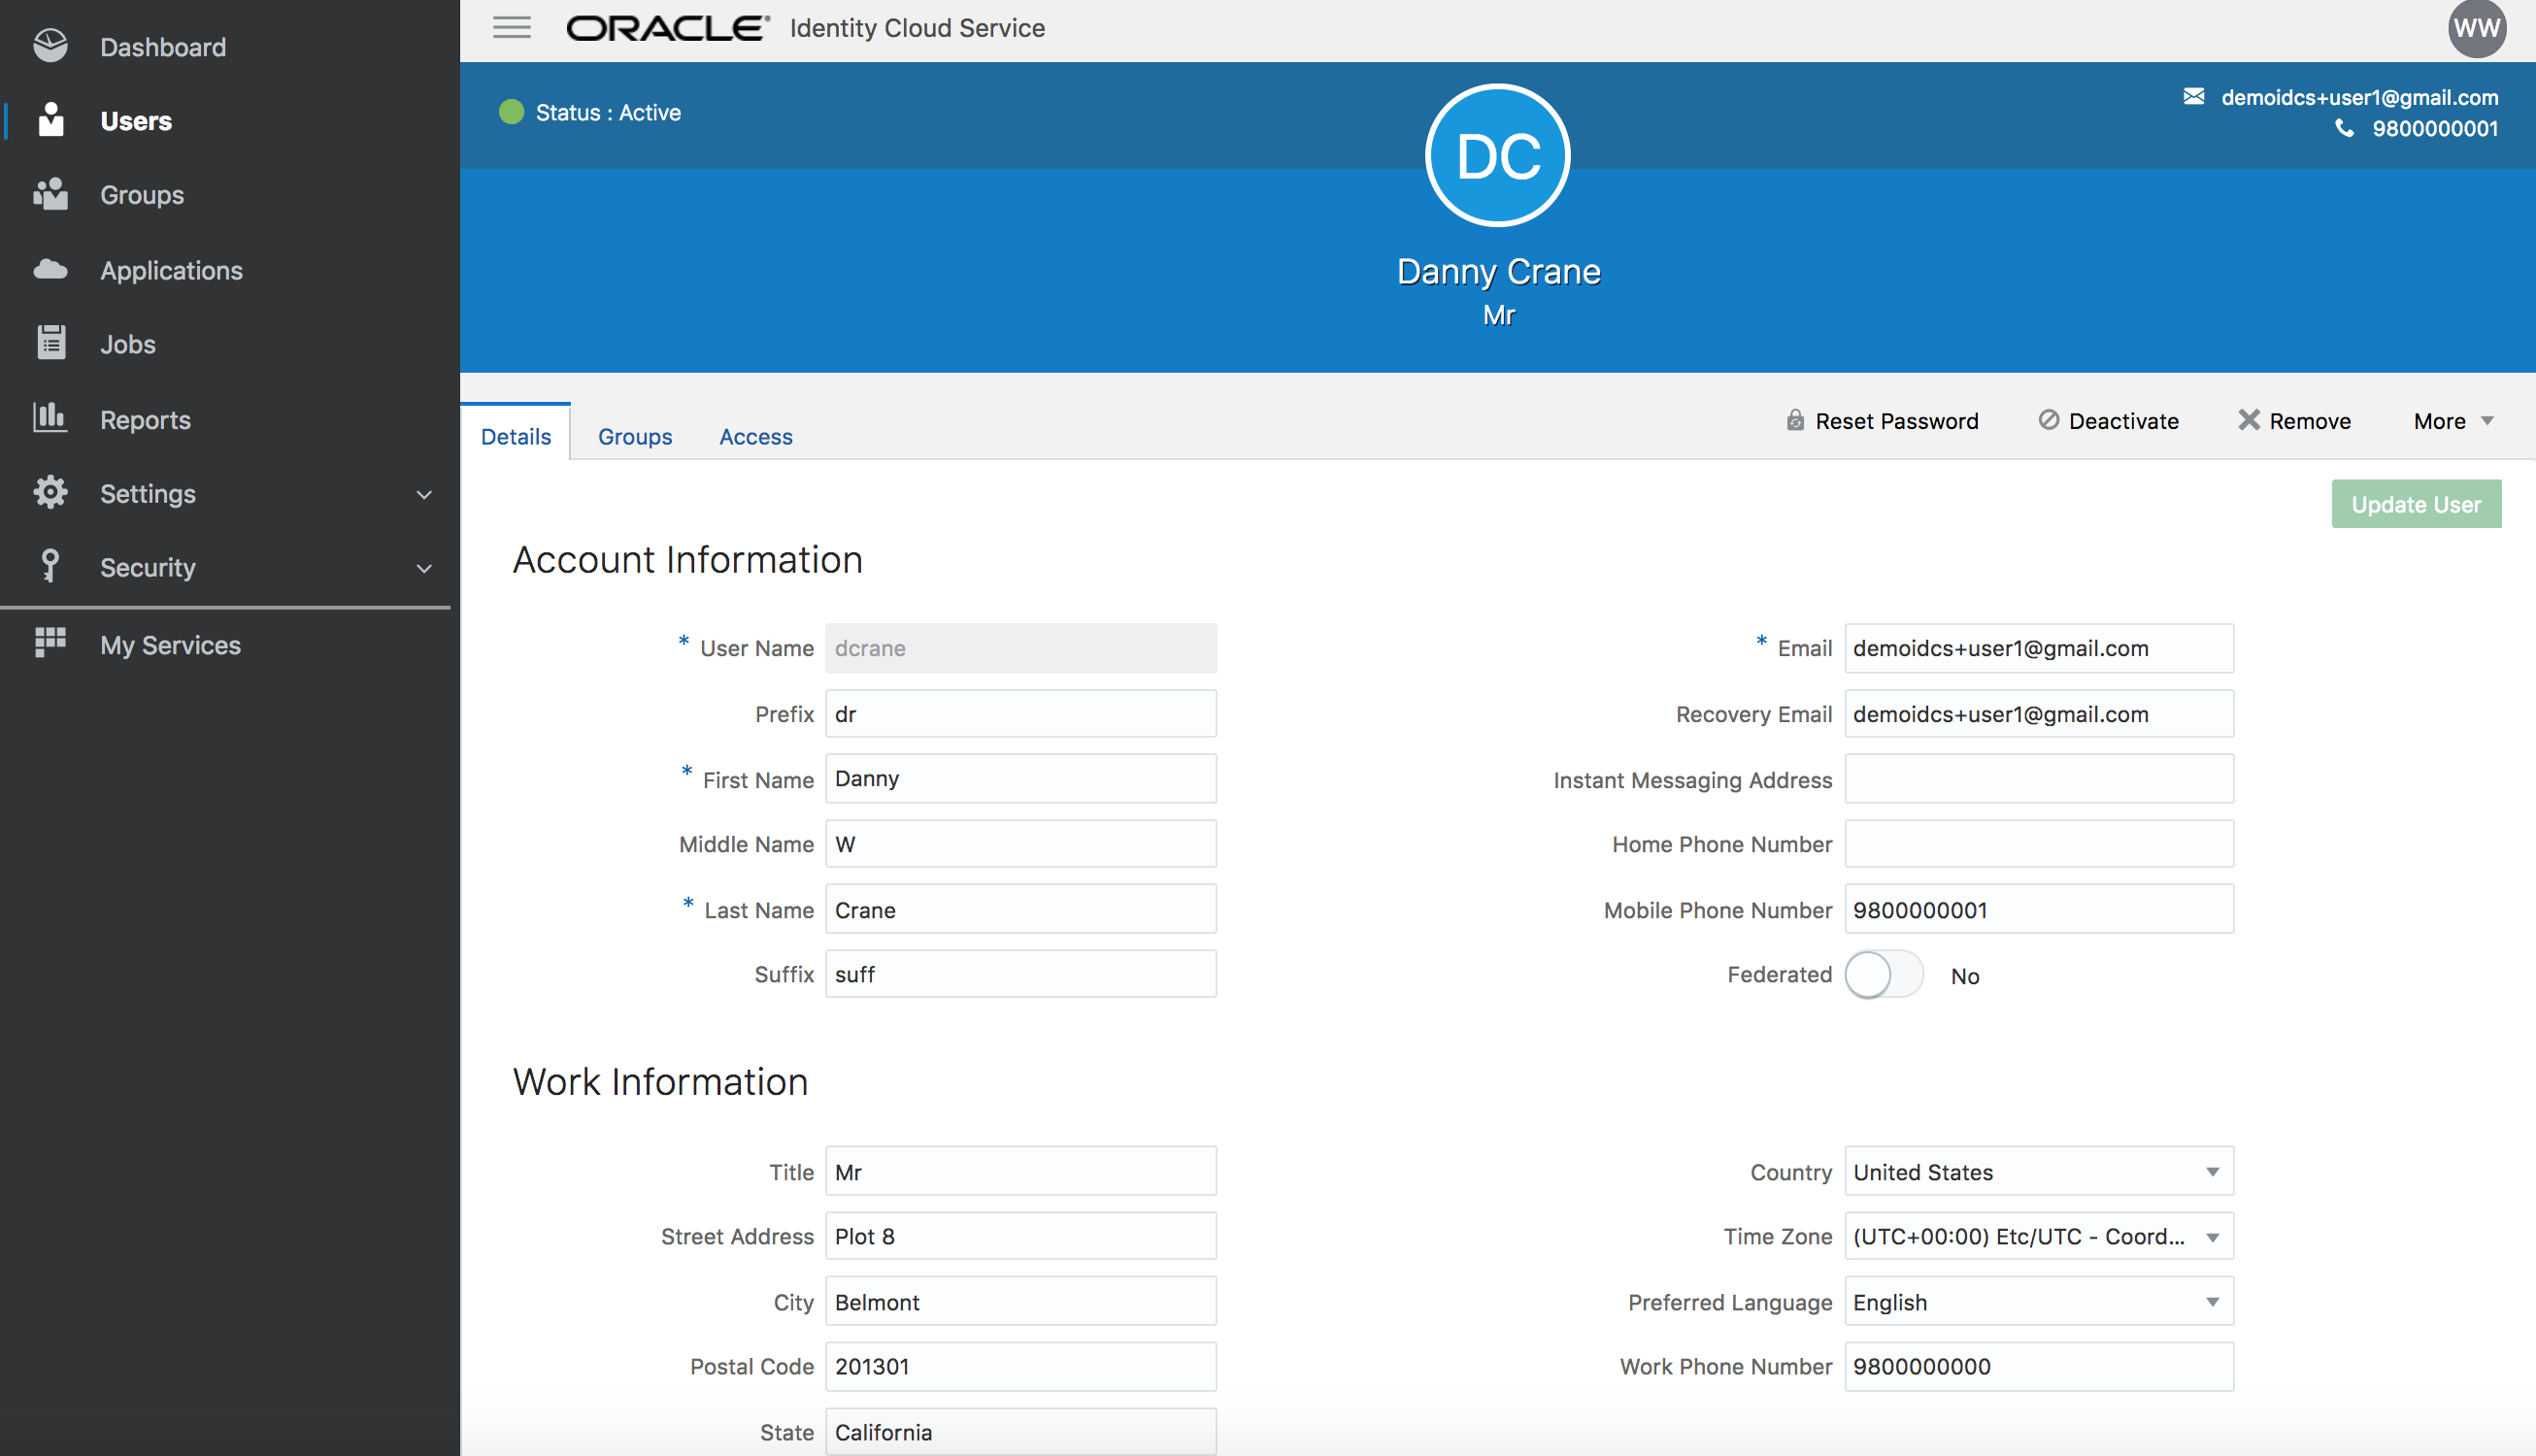 Dashboard
Users
Groups
Applications
Jobs
Reports
Settings
Security
My Services
ORACLE® Identity Cloud Service
WW
Status : Active
demoidcs+user1@gmail.com
9800000001
DC
Danny Crane
Mr
Details Groups Access
Reset Password Deactivate Remove More
Update User
Account Information
* User Name dcrane
Prefix dr
* First Name Danny
Middle Name W
* Last Name Crane
Suffix suff
* Email demoidcs+user1@gmail.com
Recovery Email demoidcs+user1@gmail.com
Instant Messaging Address
Home Phone Number
Mobile Phone Number 9800000001
Federated No
Work Information
Title Mr
Street Address Plot 8
City Belmont
Postal Code 201301
State California
Country United States
Time Zone (UTC+00:00) Etc/UTC - Coord...
Preferred Language English
Work Phone Number 9800000000